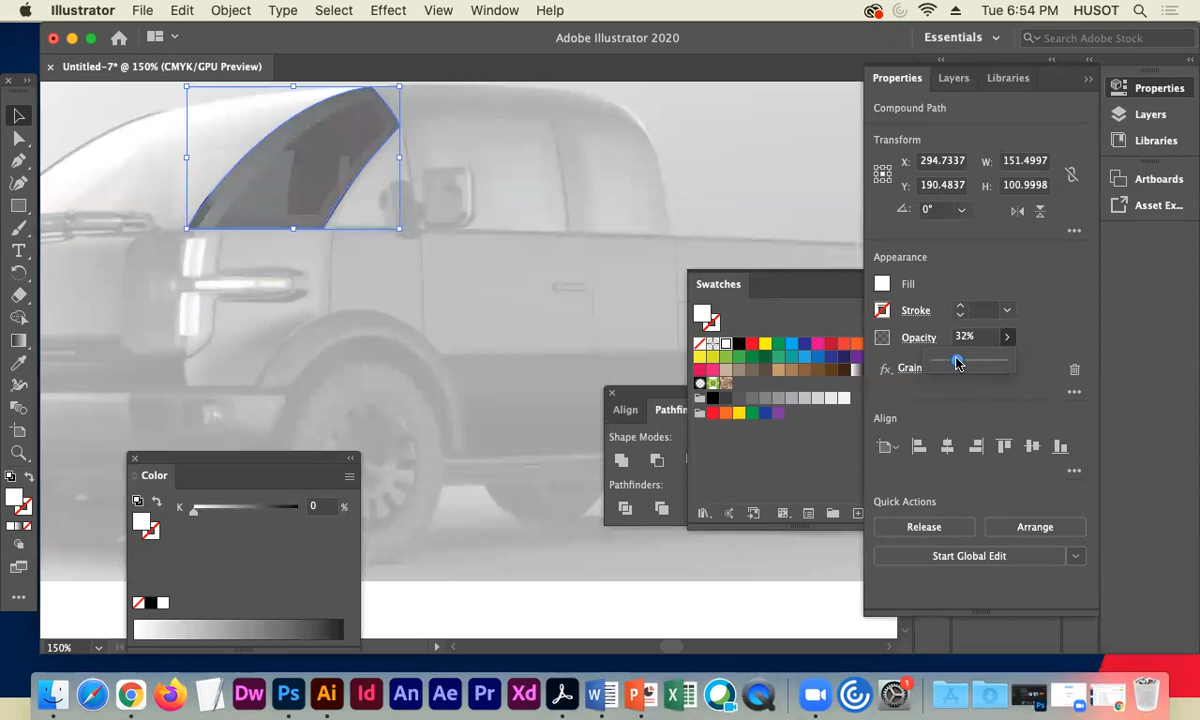 Illustrator File Edit Object Type Select Effect View Window Help Tue 6:54 PM HUSOT
Adobe Illustrator 2020 Essentials Search Adobe Stock
Untitled-7* @ 150% (CMYK/GPU Preview)
Properties Layers Libraries
Compound Path
Transform
X: 294.7337 W: 151.4997
Y: 190.4837 H: 100.9998
0°
Appearance
Fill
Stroke
Opacity 32%
fx. Grain
Align
Quick Actions
Release Arrange
Start Global Edit
Properties
Layers
Libraries
Artboards
Asset Ex...
Swatches
Align Pathfin
Shape Modes:
Pathfinders:
Color
K 0 %
150%
Dw Ps Ai Id An Ae Pr Xd W P X 1